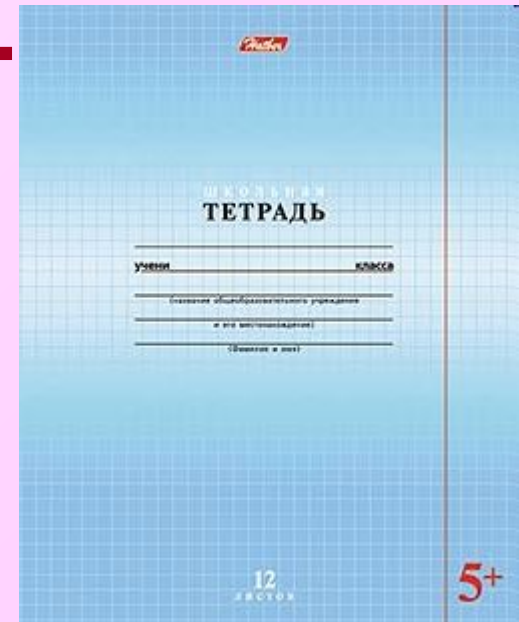 Hatber
ШКОЛЬНАЯ
ТЕТРАДЬ
учени класса
(название общеобразовательного учреждения
и его местонахождение)
(Фамилия и имя)
12
ЛИСТОВ
5+